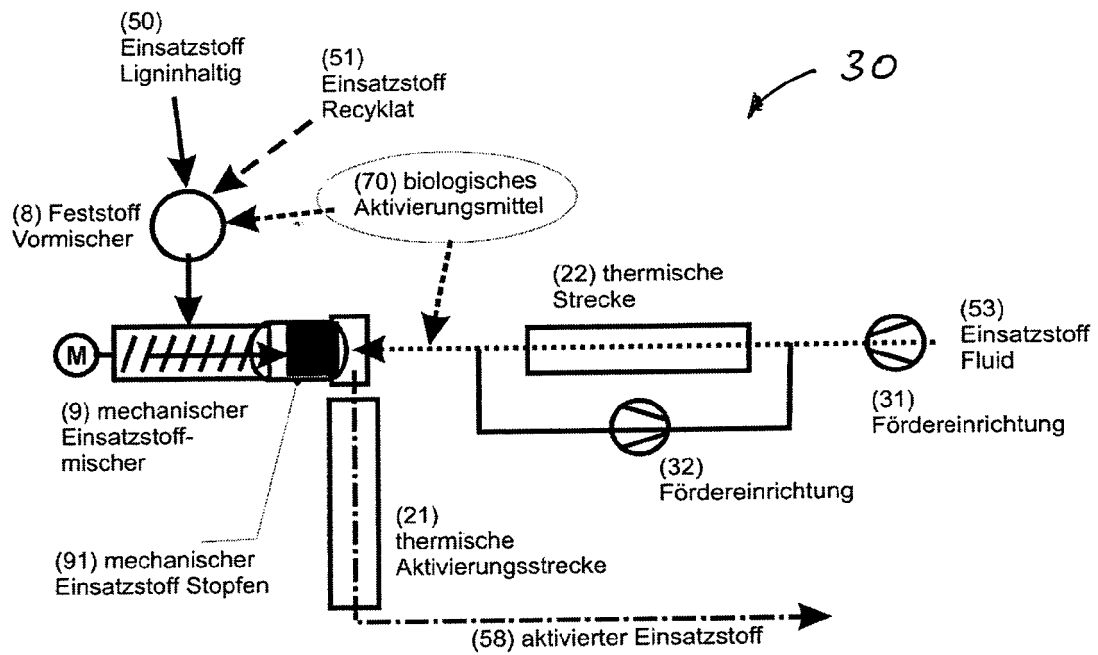 (50)
Einsatzstoff
Ligninhaltig
(51)
Einsatzstoff
Recyklat
30
(70) biologisches
Aktivierungsmittel
(8) Feststoff
Vormischer
(22) thermische
Strecke
(53)
Einsatzstoff
Fluid
M
(31)
Fördereinrichtung
(9) mechanischer
Einsatzstoff-
mischer
(32)
Fördereinrichtung
(21)
thermische
Aktivierungsstrecke
(91) mechanischer
Einsatzstoff Stopfen
(58) aktivierter Einsatzstoff